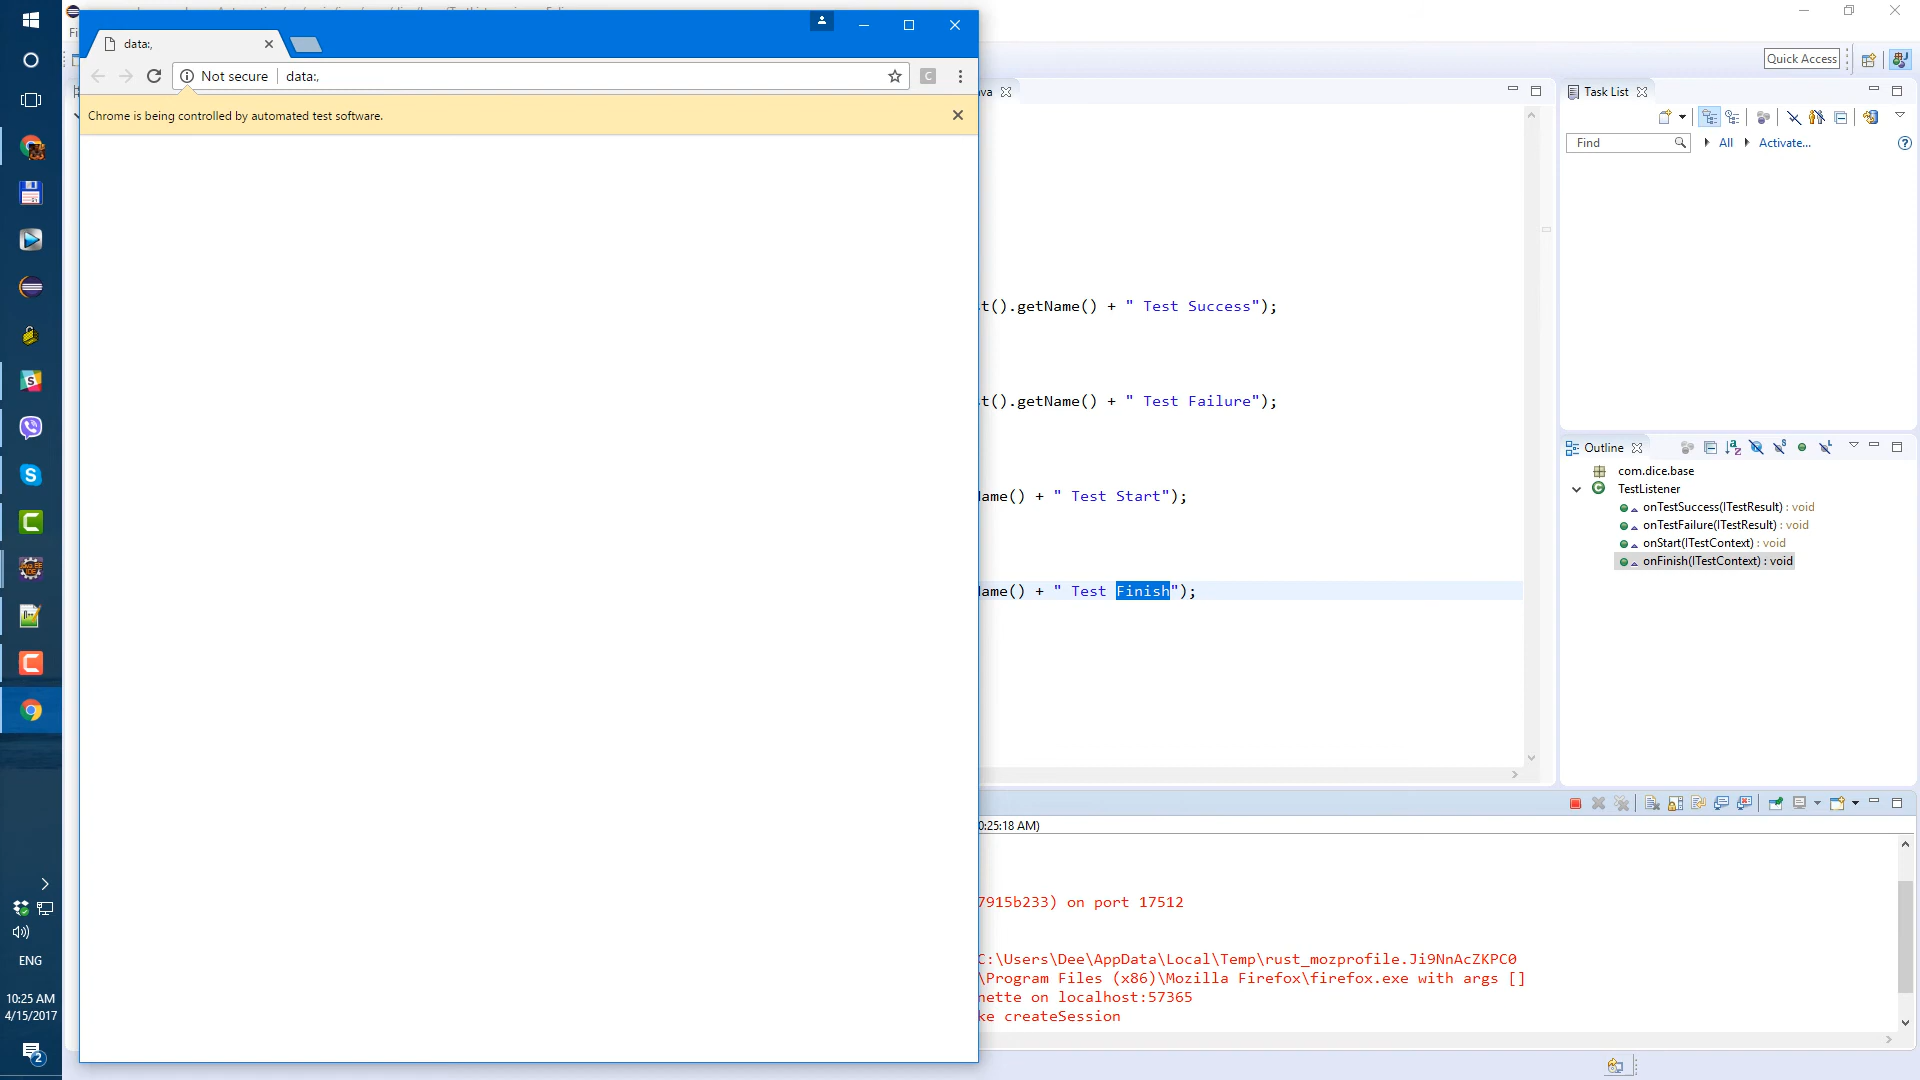 data:,
Not secure
data:,
Chrome is being controlled by automated test software.
Quick Access
ava
Task List
Find
All
Activate...
t().getName() + " Test Success");
t().getName() + " Test Failure");
ame() + " Test Start");
ame() + " Test Finish");
Outline
com.dice.base
TestListener
onTestSuccess(ITestResult) : void
onTestFailure(ITestResult) : void
onStart(ITestContext) : void
onFinish(ITestContext) : void
0:25:18 AM)
7915b233) on port 17512
C:\Users\Dee\AppData\Local\Temp\rust_mozprofile.Ji9NnAcZKPC0
\Program Files (x86)\Mozilla Firefox\firefox.exe with args []
nette on localhost:57365
ke createSession
ENG
10:25 AM
4/15/2017
2